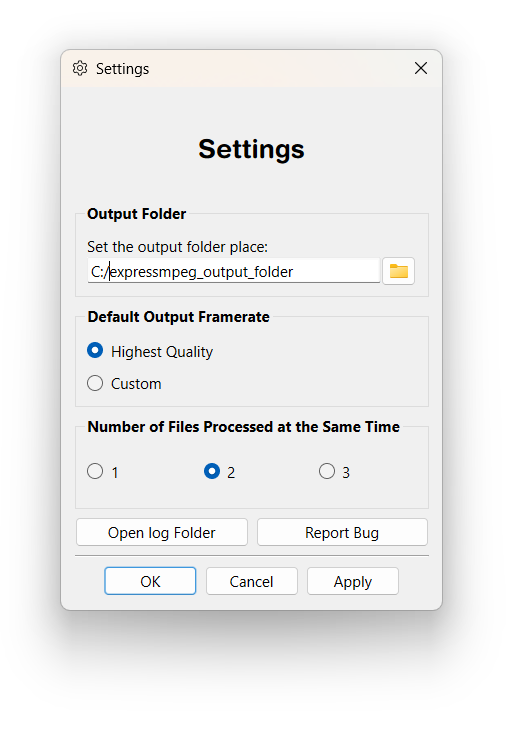 Settings
Settings
Output Folder
Set the output folder place:
C:/expressmpeg_output_folder
Default Output Framerate
Highest Quality
Custom
Number of Files Processed at the Same Time
1 2 3
Open log Folder Report Bug
OK Cancel Apply